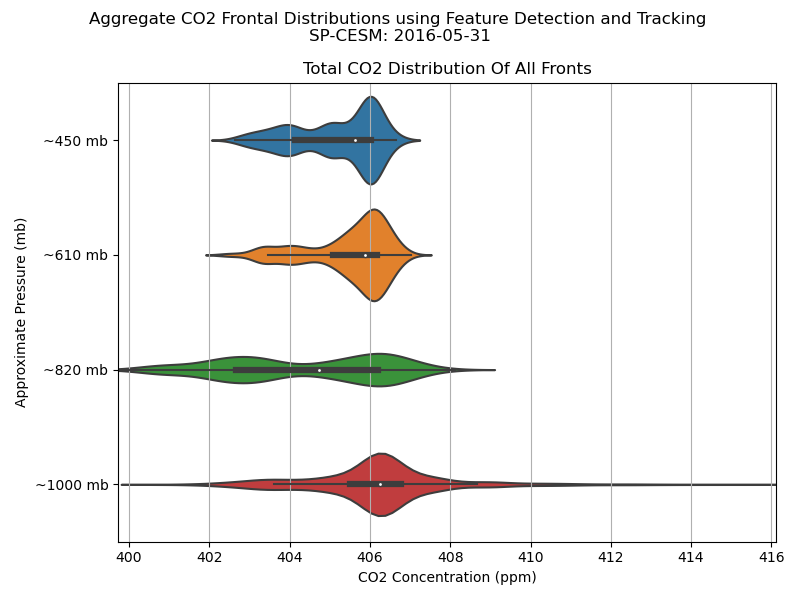 Aggregate CO2 Frontal Distributions using Feature Detection and Tracking
SP-CESM: 2016-05-31
Total CO2 Distribution Of All Fronts
~450 mb
~610 mb
~820 mb
~1000 mb
Approximate Pressure (mb)
400 402 404 406 408 410 412 414 416
CO2 Concentration (ppm)